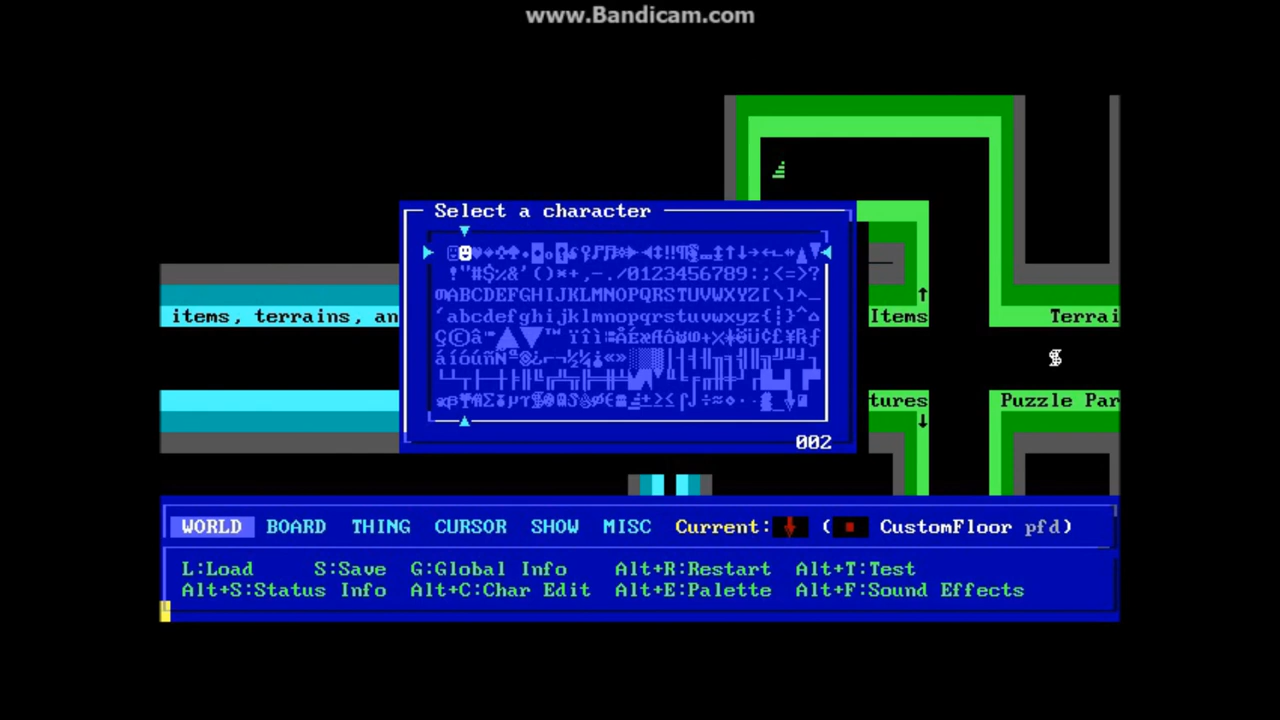 www.Bandicam.com
Select a character
!"#$%&'()*+,-./0123456789:;<=>?
ABCDEFGHIJKLMNOPQRSTUVWXYZ[\]^_
`abcdefghijklmnopqrstuvwxyz{¦}~⌂
002
items, terrains, an
Items
Terrai
tures
Puzzle Par
WORLD BOARD THING CURSOR SHOW MISC Current: ( CustomFloor pfd)
L:Load S:Save G:Global Info Alt+R:Restart Alt+T:Test
Alt+S:Status Info Alt+C:Char Edit Alt+E:Palette Alt+F:Sound Effects